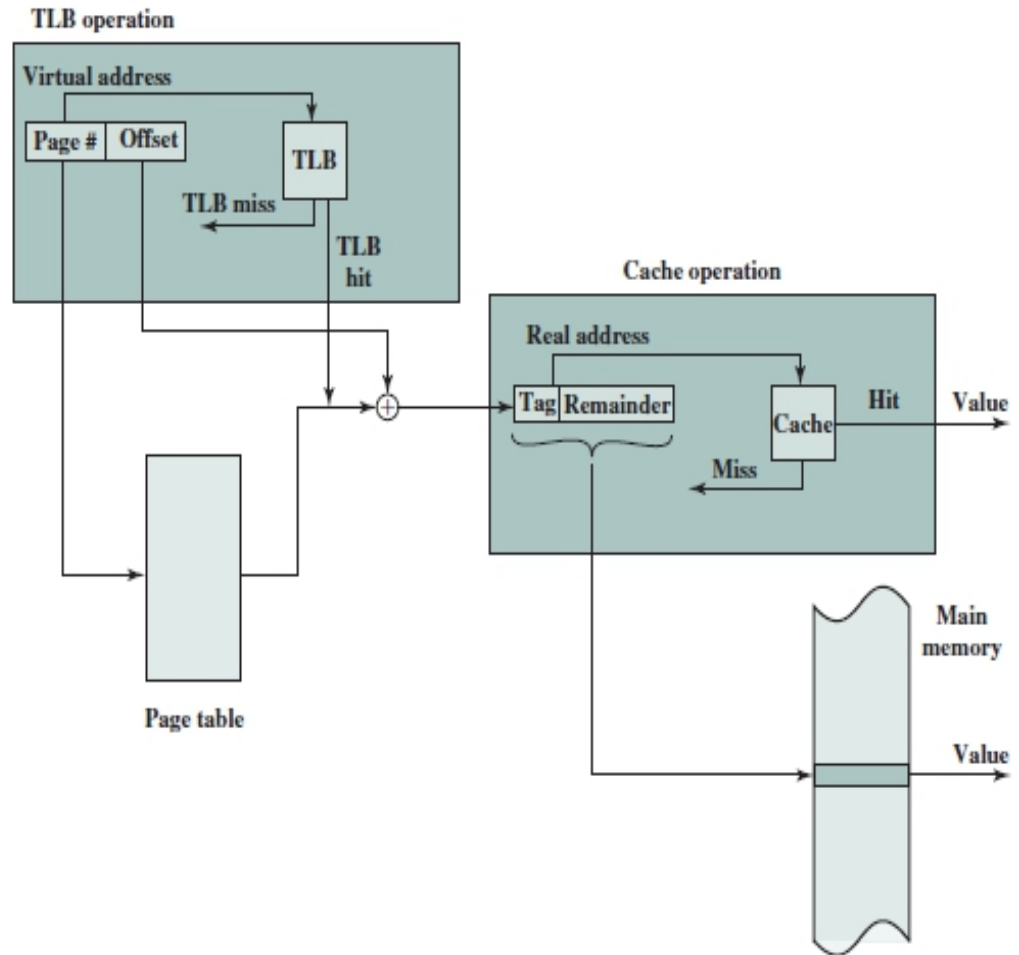 TLB operation
Virtual address
Page # Offset
TLB
TLB miss
TLB
hit
Cache operation
Real address
Tag Remainder
Cache
Hit
Value
Miss
Page table
Main
memory
Value